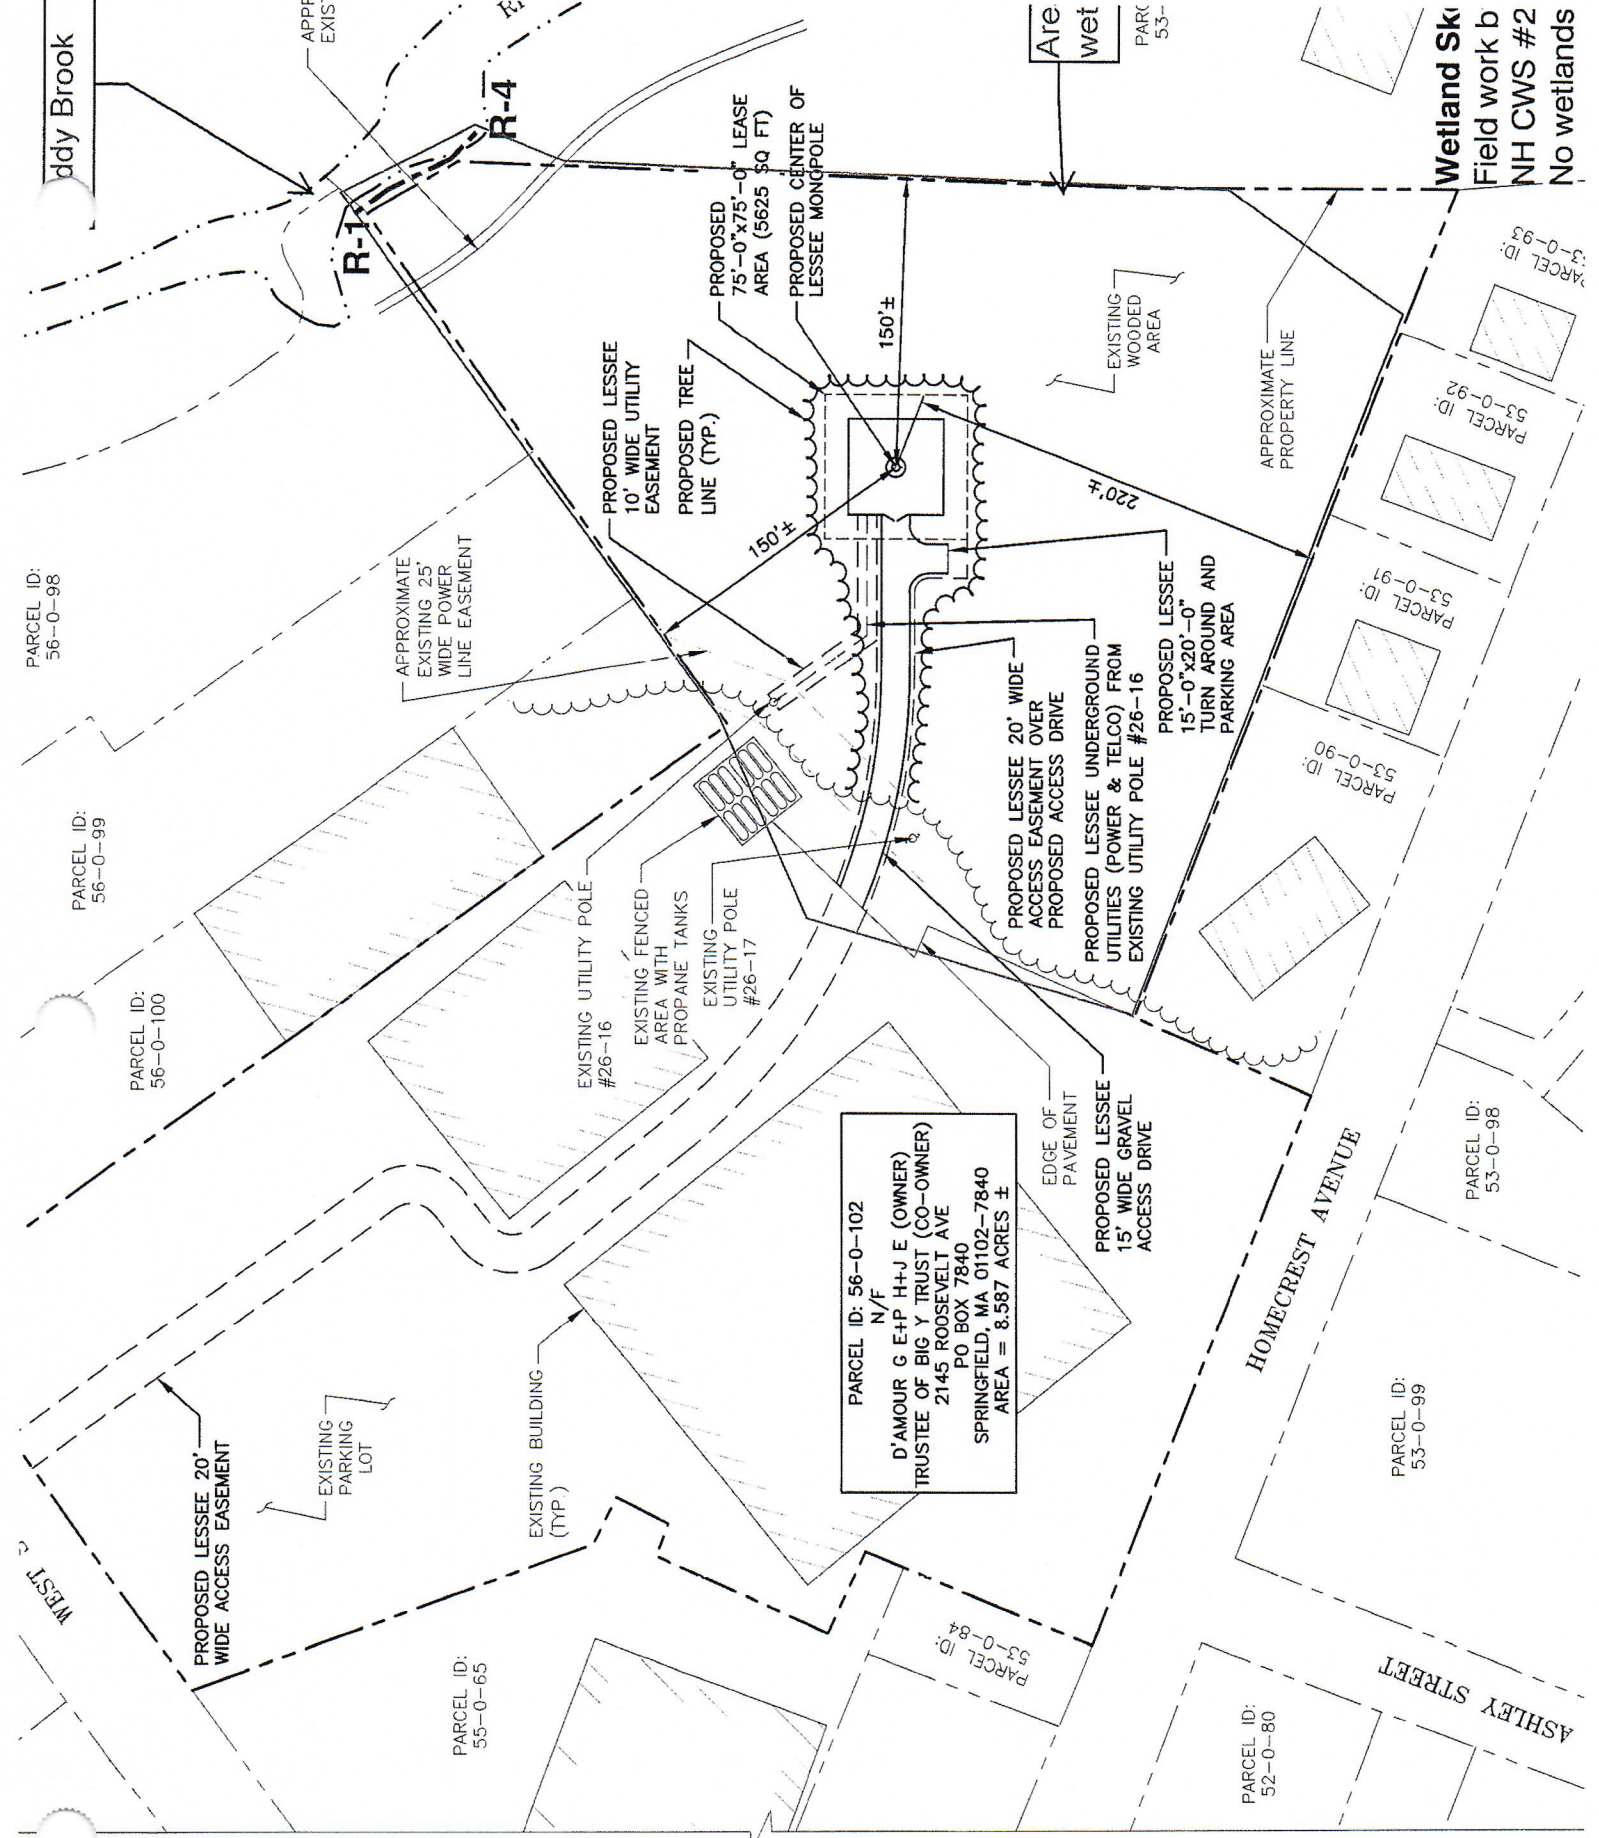 ddy Brook
APPR
EXIST
Are
wet
PARC
53-
Wetland Sk
Field work b
NH CWS #2
No wetlands
R-1
R-4
PARCEL ID:
56-0-98
PARCEL ID:
56-0-99
PARCEL ID:
56-0-100
APPROXIMATE
EXISTING 25'
WIDE POWER
LINE EASEMENT
PROPOSED LESSEE
10' WIDE UTILITY
EASEMENT
PROPOSED TREE
LINE (TYP.)
PROPOSED
75'-0"x75'-0" LEASE
AREA (5625 SQ FT)
PROPOSED CENTER OF
LESSEE MONOPOLE
150'±
150'±
220'±
EXISTING
WOODED
AREA
APPROXIMATE
PROPERTY LINE
PARCEL ID:
53-0-93
PARCEL ID:
53-0-92
PARCEL ID:
53-0-91
PARCEL ID:
53-0-90
EXISTING UTILITY POLE
#26-16
EXISTING FENCED
AREA WITH
PROPANE TANKS
EXISTING
UTILITY POLE
#26-17
PROPOSED LESSEE 20' WIDE
ACCESS EASEMENT OVER
PROPOSED ACCESS DRIVE
PROPOSED LESSEE UNDERGROUND
UTILITIES (POWER & TELCO) FROM
EXISTING UTILITY POLE #26-16
PROPOSED LESSEE
15'-0"x20'-0"
TURN AROUND AND
PARKING AREA
EDGE OF
PAVEMENT
PROPOSED LESSEE
15' WIDE GRAVEL
ACCESS DRIVE
PARCEL ID: 56-0-102
N/F
D'AMOUR G E+P H+J E (OWNER)
TRUSTEE OF BIG Y TRUST (CO-OWNER)
2145 ROOSEVELT AVE
PO BOX 7840
SPRINGFIELD, MA 01102-7840
AREA = 8.587 ACRES ±
WEST
PROPOSED LESSEE 20'
WIDE ACCESS EASEMENT
EXISTING
PARKING
LOT
EXISTING BUILDING
(TYP.)
HOMECREST AVENUE
PARCEL ID:
53-0-98
PARCEL ID:
53-0-99
PARCEL ID:
55-0-65
PARCEL ID:
53-0-84
PARCEL ID:
52-0-80
ASHLEY STREET